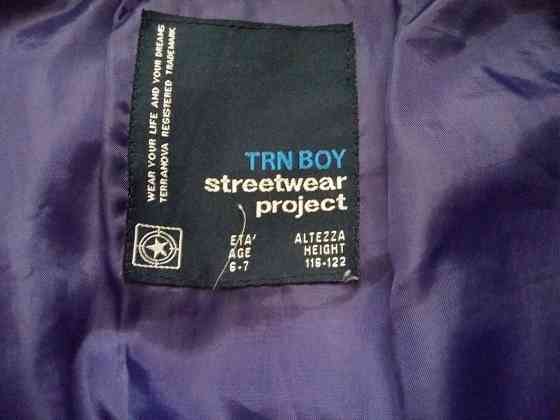 WEAR YOUR LIFE AND YOUR DREAMS
TERRANOVA REGISTERED TRADEMARK
TRN BOY
streetwear
project
ETA' ALTEZZA
AGE HEIGHT
6-7 116-122